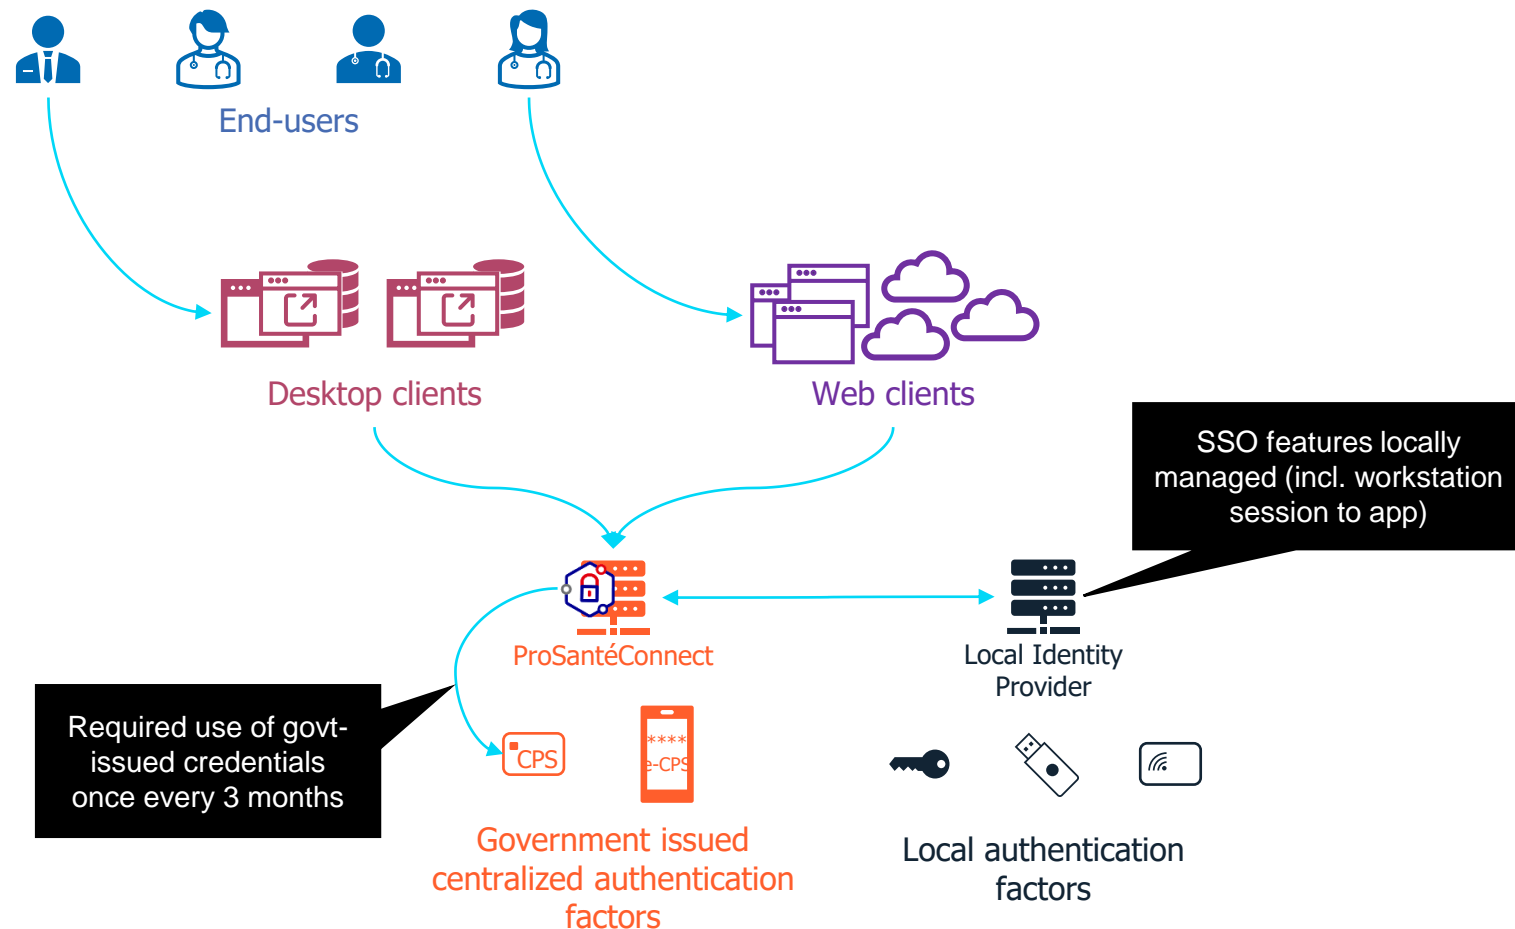 End-users
Desktop clients
Web clients
SSO features locally
managed (incl. workstation
session to app)
ProSantéConnect
Local Identity
Provider
Required use of govt-
issued credentials
once every 3 months
CPS
****
e-CPS
Government issued
centralized authentication
factors
Local authentication
factors